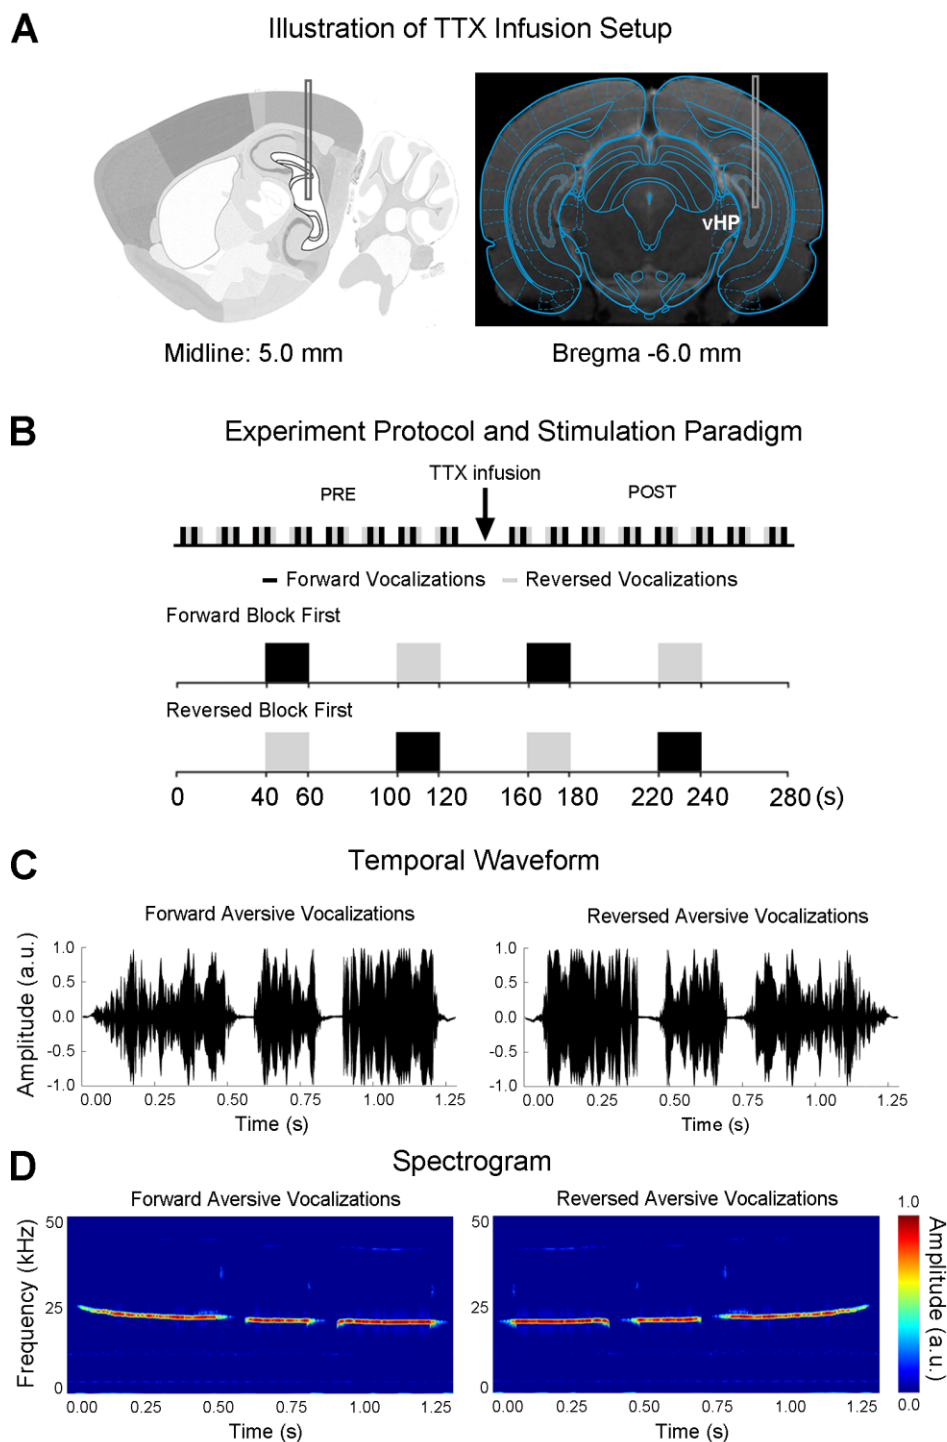 A
Illustration of TTX Infusion Setup
vHP
Midline: 5.0 mm
Bregma -6.0 mm
B
Experiment Protocol and Stimulation Paradigm
TTX infusion
PRE
POST
Forward Vocalizations
Reversed Vocalizations
Forward Block First
Reversed Block First
0 40 60 100 120 160 180 220 240 280 (s)
C
Temporal Waveform
Forward Aversive Vocalizations
Reversed Aversive Vocalizations
Amplitude (a.u.)
1.0
0.5
0.0
-0.5
-1.0
1.0
0.5
0.0
-0.5
-1.0
0.00 0.25 0.50 0.75 1.00 1.25
0.00 0.25 0.50 0.75 1.00 1.25
Time (s)
Time (s)
D
Spectrogram
Forward Aversive Vocalizations
Reversed Aversive Vocalizations
Frequency (kHz)
50
25
0
50
25
0
1.0
0.0
Amplitude (a.u.)
0.00 0.25 0.50 0.75 1.00 1.25
0.00 0.25 0.50 0.75 1.00 1.25
Time (s)
Time (s)